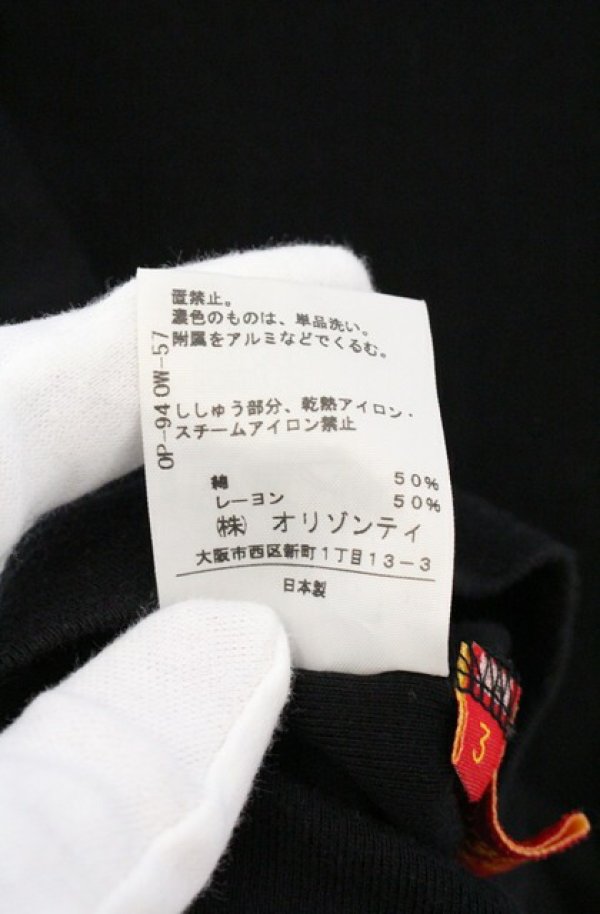 置禁止。
濃色のものは、単品洗い。
附属をアルミなどでくるむ。
OP-940W-57
ししゅう部分、乾熱アイロン・
スチームアイロン禁止
綿 50%
レーヨン 50%
㈱ オリゾンティ
大阪市西区新町1丁目13-3
日本製
3